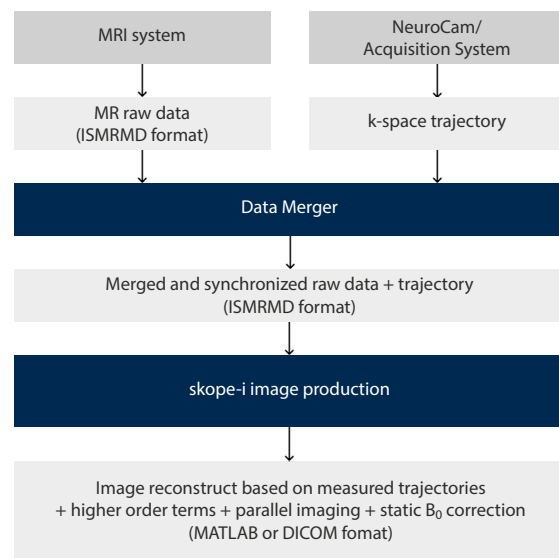 MRI system
NeuroCam/
Acquisition System
MR raw data
(ISMRMD format)
k-space trajectory
Data Merger
Merged and synchronized raw data + trajectory
(ISMRMD format)
skope-i image production
Image reconstruct based on measured trajectories
+ higher order terms + parallel imaging + static B₀ correction
(MATLAB or DICOM fomat)